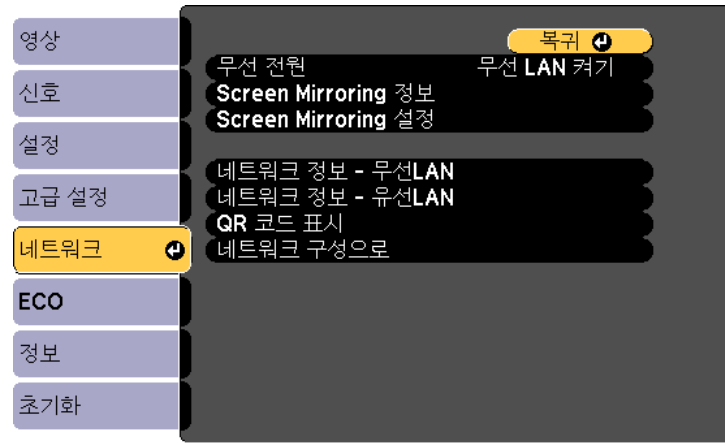 영상
신호
설정
고급 설정
네트워크
ECO
정보
초기화
복귀
무선 전원 무선 LAN 켜기
Screen Mirroring 정보
Screen Mirroring 설정
네트워크 정보 - 무선LAN
네트워크 정보 - 유선LAN
QR 코드 표시
네트워크 구성으로